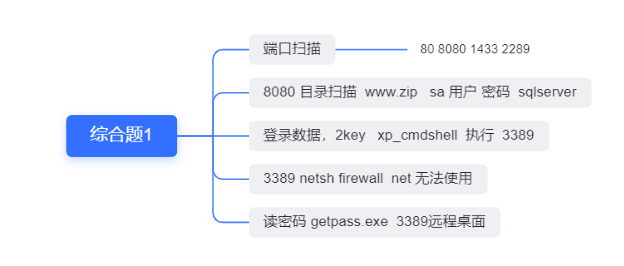 综合题1
端口扫描
80 8080 1433 2289
8080 目录扫描 www.zip sa 用户 密码 sqlserver
登录数据，2key xp_cmdshell 执行 3389
3389 netsh firewall net 无法使用
读密码 getpass.exe 3389远程桌面